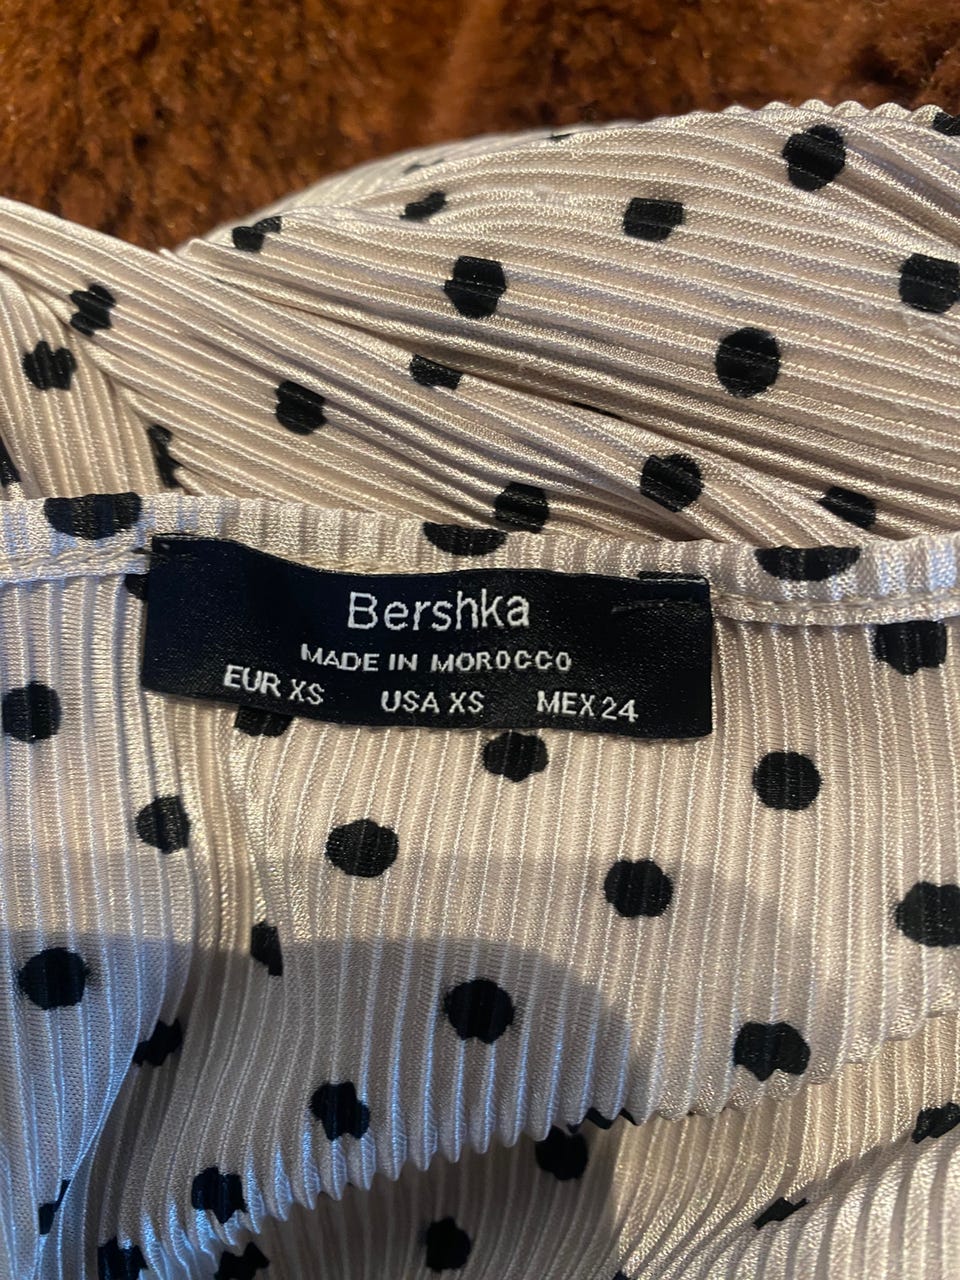 Bershka
MADE IN MOROCCO
EUR XS USA XS MEX 24